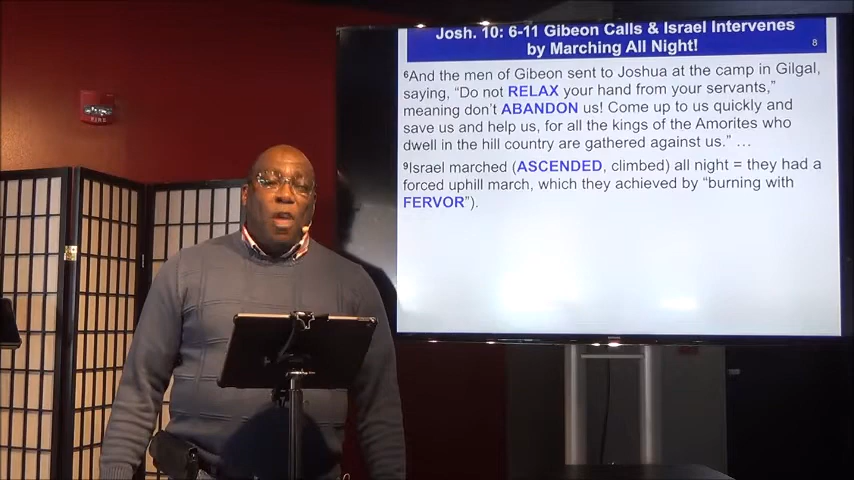 Josh. 10: 6-11 Gibeon Calls & Israel Intervenes
by Marching All Night!
8
6And the men of Gibeon sent to Joshua at the camp in Gilgal,
saying, “Do not RELAX your hand from your servants,”
meaning don’t ABANDON us! Come up to us quickly and
save us and help us, for all the kings of the Amorites who
dwell in the hill country are gathered against us.” …
9Israel marched (ASCENDED, climbed) all night = they had a
forced uphill march, which they achieved by “burning with
FERVOR”).
FIRE